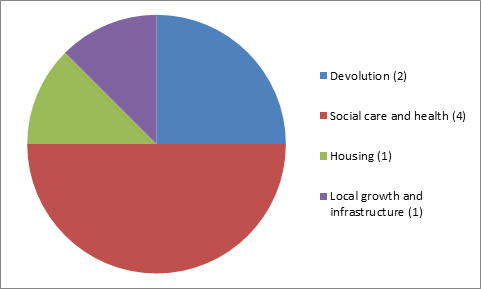 Devolution (2)
Social care and health (4)
Housing (1)
Local growth and
infrastructure (1)